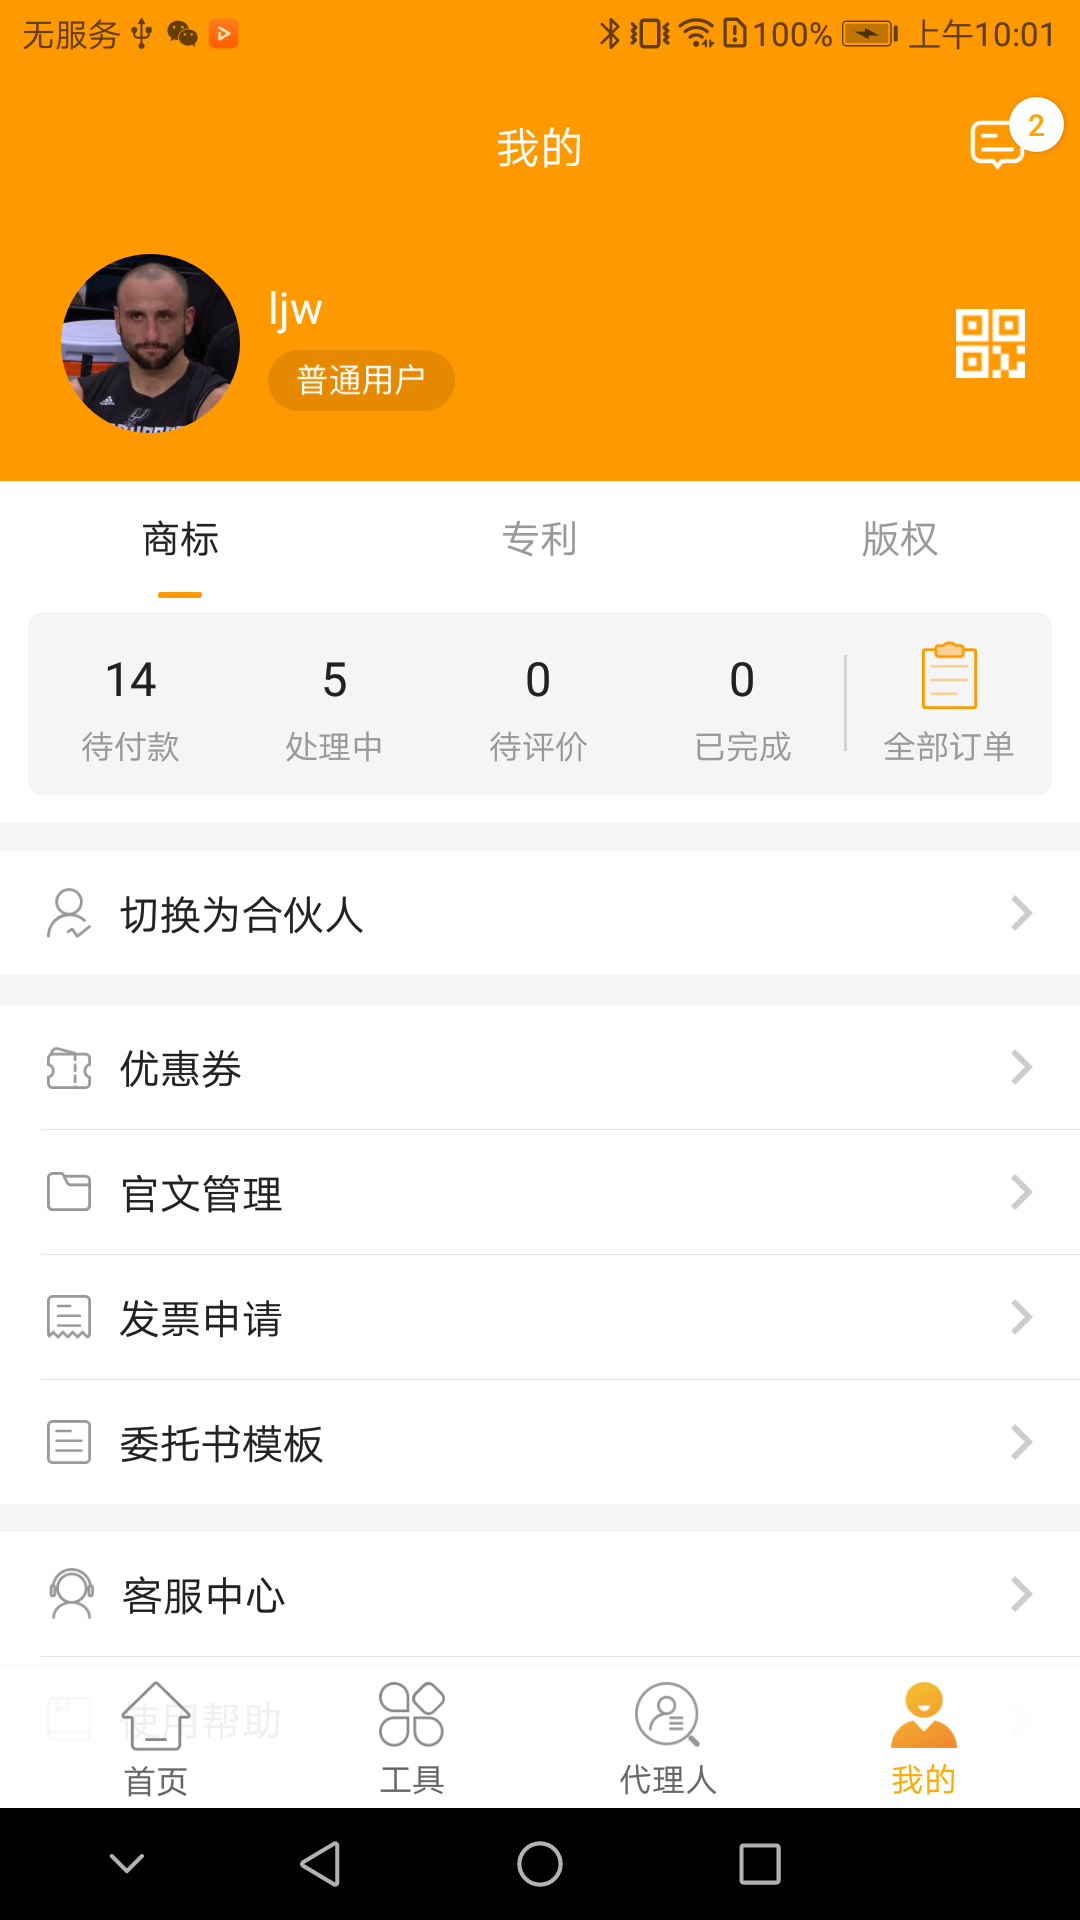 无服务 100% 上午10:01
我的 2
ljw
普通用户
商标 专利 版权
14 5 0 0
待付款 处理中 待评价 已完成 全部订单
切换为合伙人
优惠券
官文管理
发票申请
委托书模板
客服中心
使用帮助
首页 工具 代理人 我的